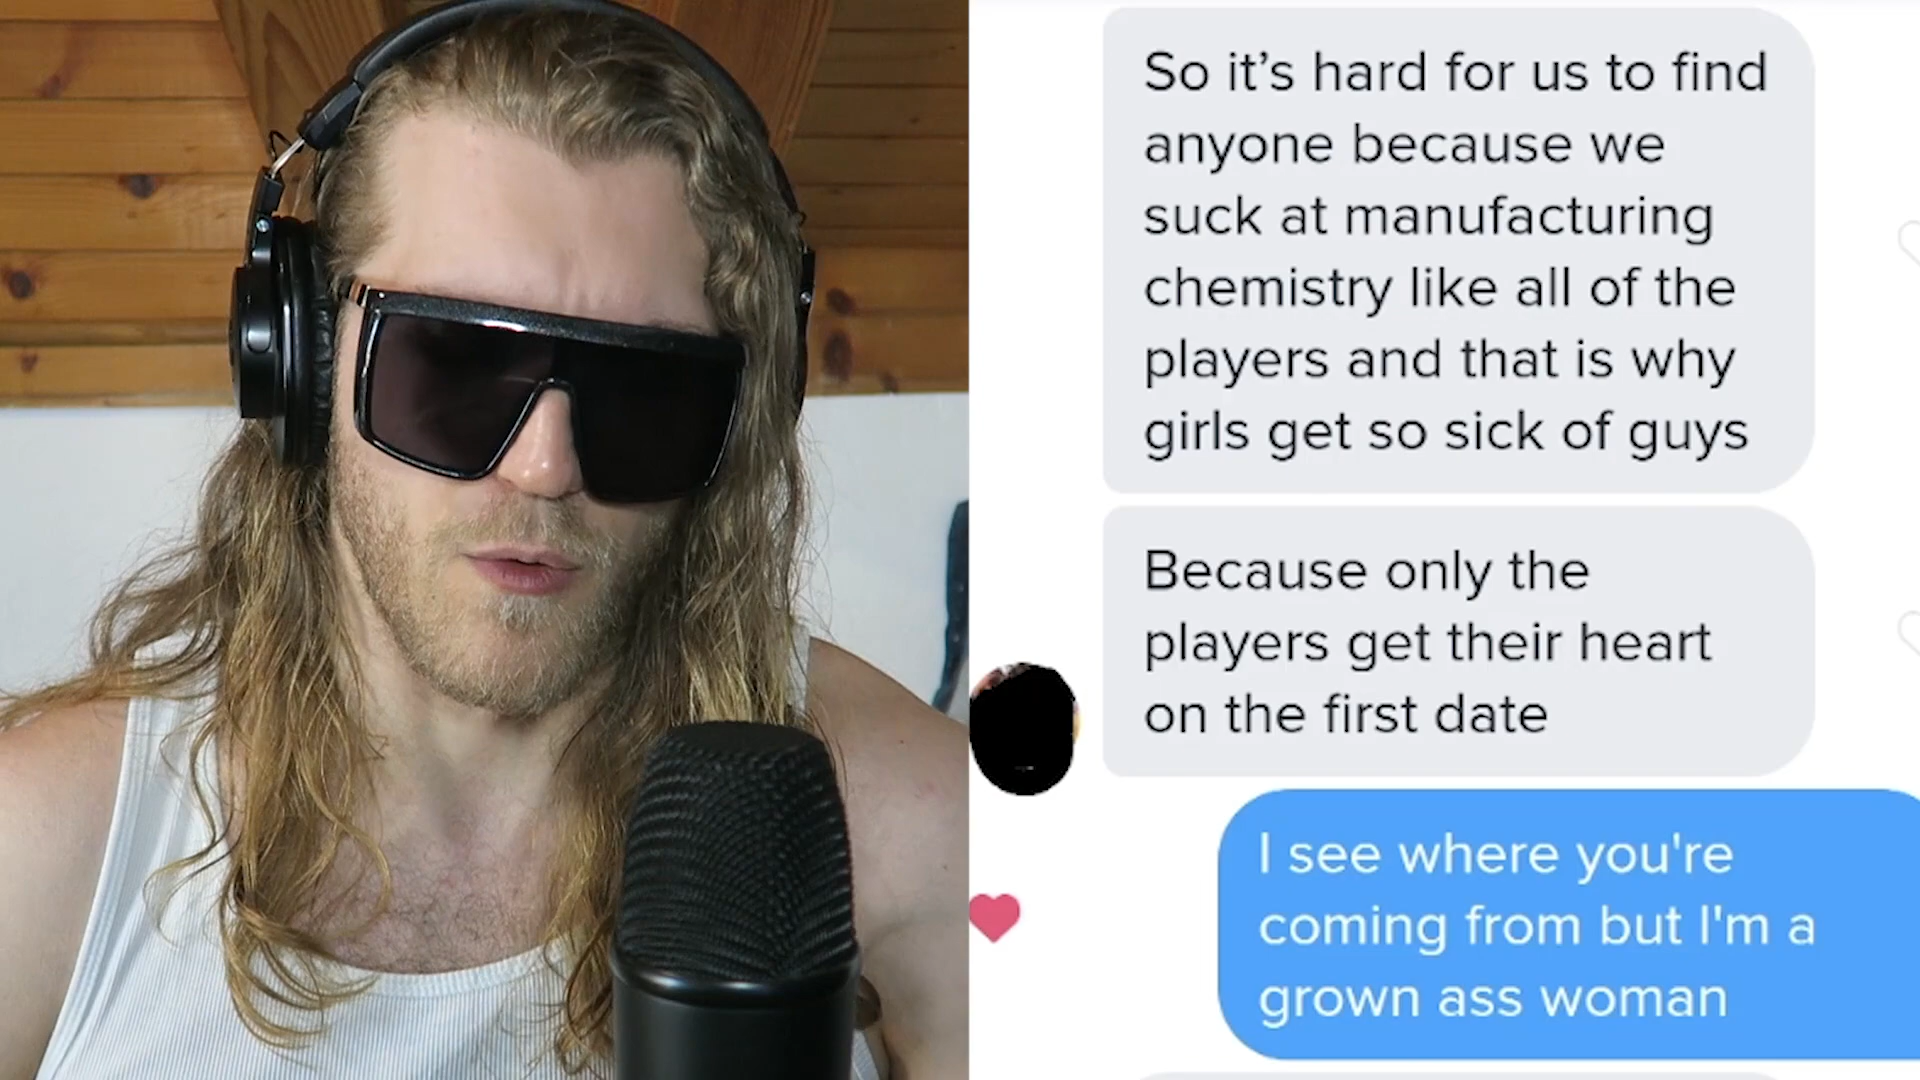 So it’s hard for us to find
anyone because we
suck at manufacturing
chemistry like all of the
players and that is why
girls get so sick of guys
Because only the
players get their heart
on the first date
I see where you're
coming from but I'm a
grown ass woman